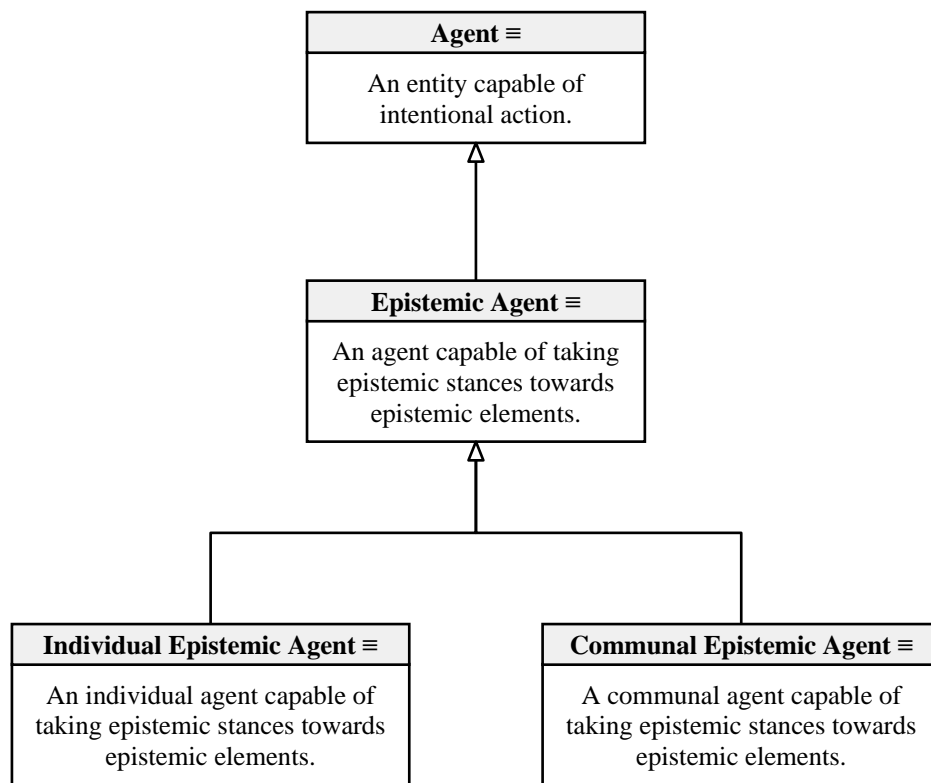 Agent ≡
An entity capable of
intentional action.
Epistemic Agent ≡
An agent capable of taking
epistemic stances towards
epistemic elements.
Individual Epistemic Agent ≡
An individual agent capable of
taking epistemic stances towards
epistemic elements.
Communal Epistemic Agent ≡
A communal agent capable of
taking epistemic stances towards
epistemic elements.